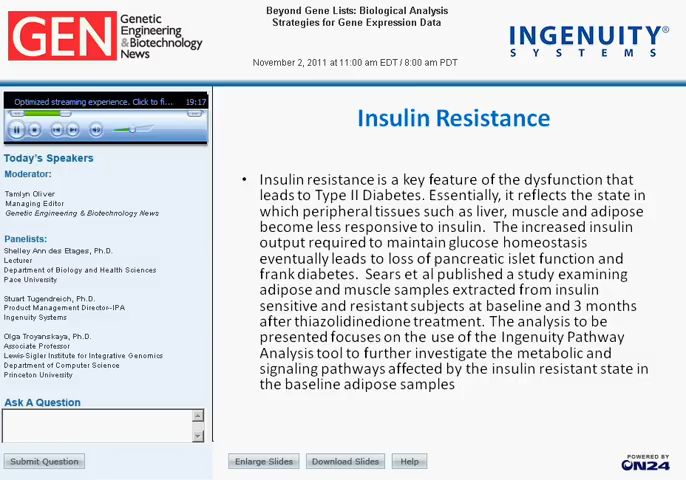 GEN
Genetic
Engineering
& Biotechnology
News
Beyond Gene Lists: Biological Analysis
Strategies for Gene Expression Data
November 2, 2011 at 11:00 am EDT / 8:00 am PDT
INGENUITY®
SYSTEMS
Optimized streaming experience. Click to fi... 19:17
Today's Speakers
Moderator:
Tamlyn Oliver
Managing Editor
Genetic Engineering & Biotechnology News
Panelists:
Shelley Ann des Etages, Ph.D.
Lecturer
Department of Biology and Health Sciences
Pace University
Stuart Tugendreich, Ph.D.
Product Management Director–IPA
Ingenuity Systems
Olga Troyanskaya, Ph.D.
Associate Professor
Lewis-Sigler Institute for Integrative Genomics
Department of Computer Science
Princeton University
Ask A Question
Submit Question
Insulin Resistance
• Insulin resistance is a key feature of the dysfunction that
leads to Type II Diabetes. Essentially, it reflects the state in
which peripheral tissues such as liver, muscle and adipose
become less responsive to insulin. The increased insulin
output required to maintain glucose homeostasis
eventually leads to loss of pancreatic islet function and
frank diabetes. Sears et al published a study examining
adipose and muscle samples extracted from insulin
sensitive and resistant subjects at baseline and 3 months
after thiazolidinedione treatment. The analysis to be
presented focuses on the use of the Ingenuity Pathway
Analysis tool to further investigate the metabolic and
signaling pathways affected by the insulin resistant state in
the baseline adipose samples
Enlarge Slides
Download Slides
Help
POWERED BY
ON24